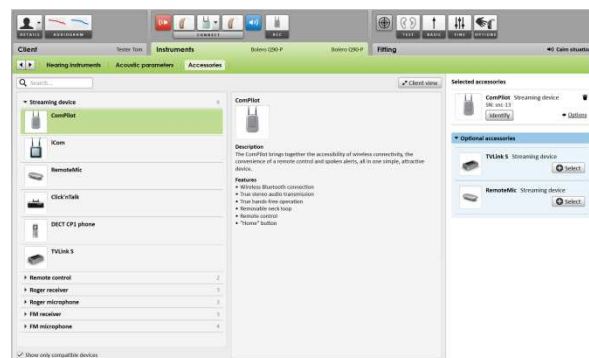 DETAILS AUDIOGRAM CONNECT REC TEST BASIC FINE OPTIONS
Client Tester Tom Instruments Bolero Q90-P Bolero Q90-P Fitting Calm situation
Hearing instruments Acoustic parameters Accessories
Search... Client view Selected accessories
Streaming device 6
ComPilot
iCom
RemoteMic
Click'nTalk
DECT CP1 phone
TVLink S
Remote control 2
Roger receiver
Roger microphone
FM receiver
FM microphone 4
Show only compatible devices
ComPilot
Description
The ComPilot brings together the accessibility of wireless connectivity, the
convenience of a remote control and spoken alerts, all in one simple, attractive
device.
Features
• Wireless Bluetooth connection
• True stereo audio transmission
• True hands-free operation
• Removable neck loop
• Remote control
• "Home" button
ComPilot Streaming device
Identify Options
Optional accessories
TVLink S Streaming device
Select
RemoteMic Streaming device
Select